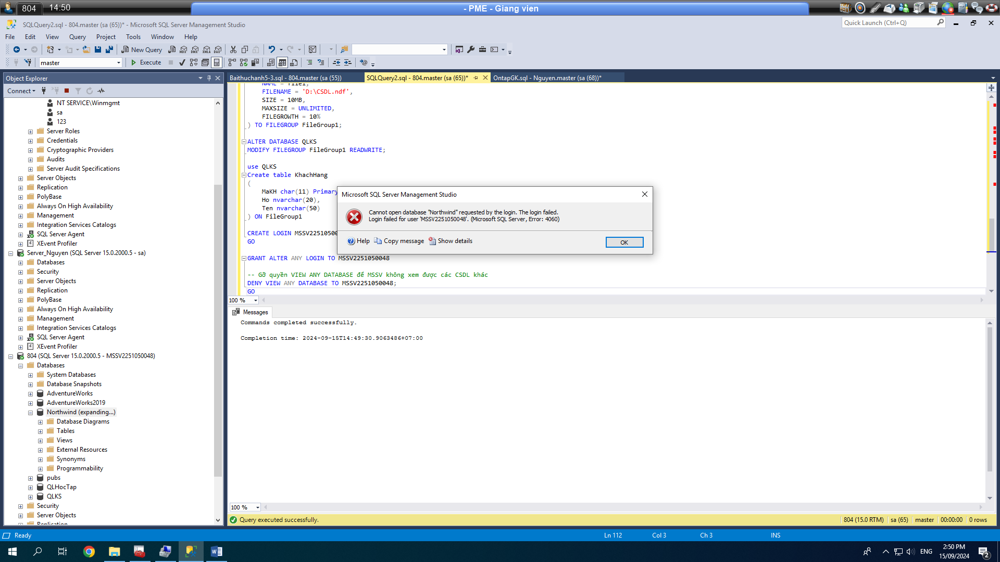 804
14:50
- PME - Giang vien
SQLQuery2.sql - 804.master (sa (65))* - Microsoft SQL Server Management Studio
Quick Launch (Ctrl+Q)
File Edit View Query Project Tools Window Help
New Query
MDX DMX XMLA DAX
master
Execute
Object Explorer
Connect
NT SERVICE\Winmgmt
sa
123
Server Roles
Credentials
Cryptographic Providers
Audits
Server Audit Specifications
Server Objects
Replication
PolyBase
Always On High Availability
Management
Integration Services Catalogs
SQL Server Agent
XEvent Profiler
Server_Nguyen (SQL Server 15.0.2000.5 - sa)
Databases
Security
Server Objects
Replication
PolyBase
Always On High Availability
Management
Integration Services Catalogs
SQL Server Agent
XEvent Profiler
804 (SQL Server 15.0.2000.5 - MSSV2251050048)
Databases
System Databases
Database Snapshots
AdventureWorks
AdventureWorks2019
Northwind (expanding...)
Database Diagrams
Tables
Views
External Resources
Synonyms
Programmability
pubs
QLHocTap
QLKS
Security
Server Objects
Replication
Baithuchanh5-3.sql - 804.master (sa (55))
SQLQuery2.sql - 804.master (sa (65))*
OntapGK.sql - Nguyen.master (sa (68))*
NAME = file1,
FILENAME = 'D:\CSDL.ndf',
SIZE = 10MB,
MAXSIZE = UNLIMITED,
FILEGROWTH = 10%
) TO FILEGROUP FileGroup1;
ALTER DATABASE QLKS
MODIFY FILEGROUP FileGroup1 READWRITE;
use QLKS
Create table KhachHang
(
MaKH char(11) Primary
Ho nvarchar(20),
Ten nvarchar(50)
) ON FileGroup1
CREATE LOGIN MSSV22510500
GO
GRANT ALTER ANY LOGIN TO MSSV2251050048
-- Gỡ quyền VIEW ANY DATABASE để MSSV không xem được các CSDL khác
DENY VIEW ANY DATABASE TO MSSV2251050048;
GO
Microsoft SQL Server Management Studio
Cannot open database "Northwind" requested by the login. The login failed.
Login failed for user 'MSSV2251050048'. (Microsoft SQL Server, Error: 4060)
Help Copy message Show details
OK
100 %
Messages
Commands completed successfully.
Completion time: 2024-09-15T14:49:30.9063486+07:00
100 %
Query executed successfully.
804 (15.0 RTM) sa (65) master 00:00:00 0 rows
Ready
Ln 112 Col 3 Ch 3 INS
ENG
2:50 PM
15/09/2024
2